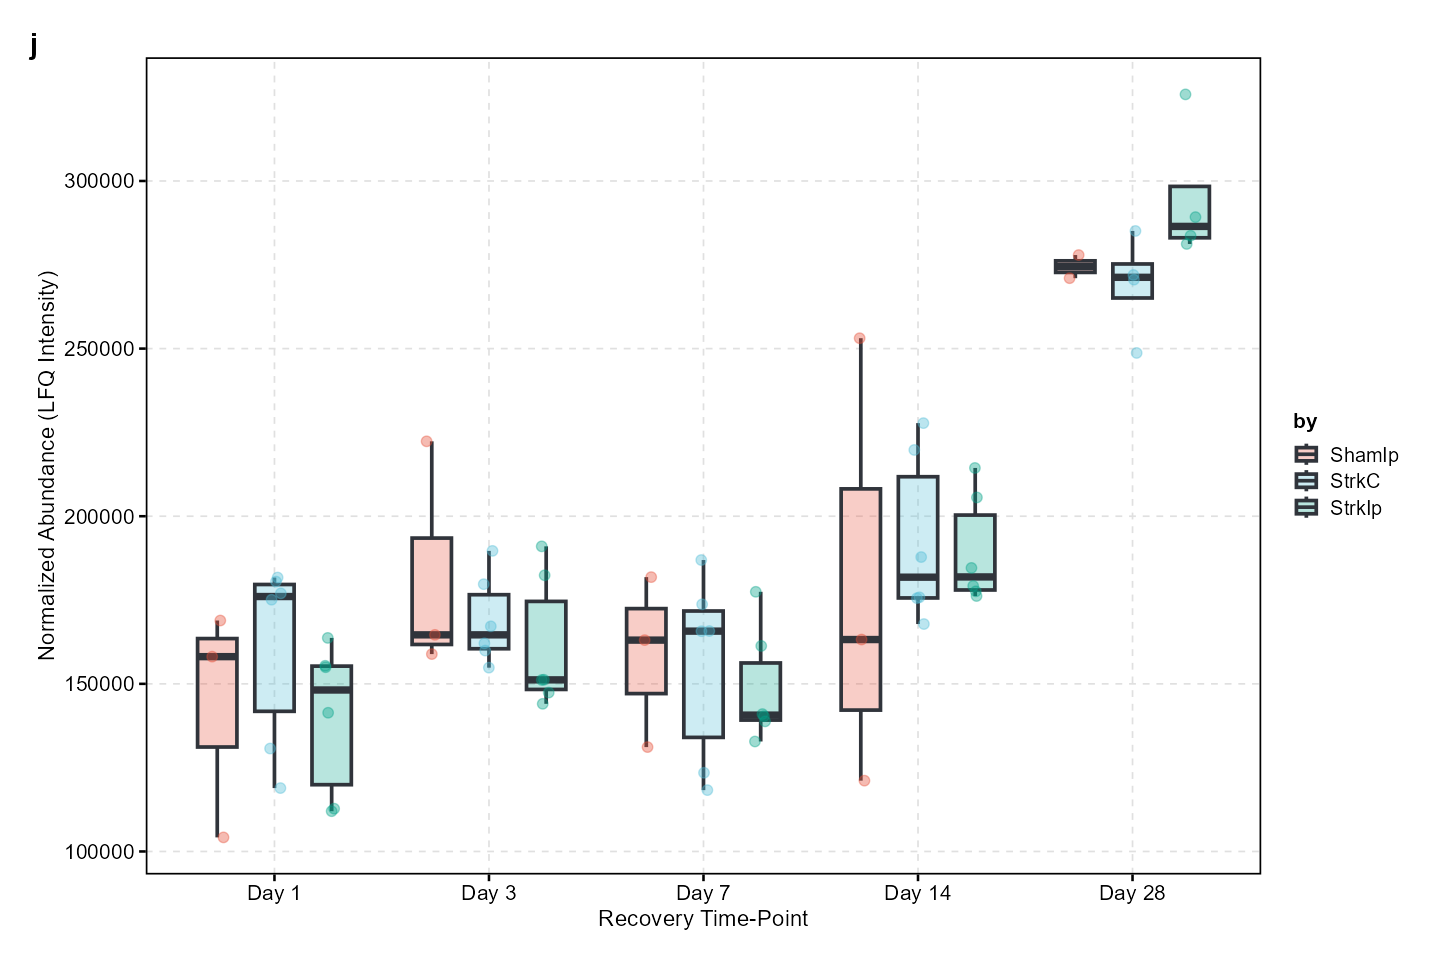 j
Normalized Abundance (LFQ Intensity)
300000
250000
200000
150000
100000
Day 1
Day 3
Day 7
Day 14
Day 28
Recovery Time-Point
by
ShamIp
StrkC
StrkIp